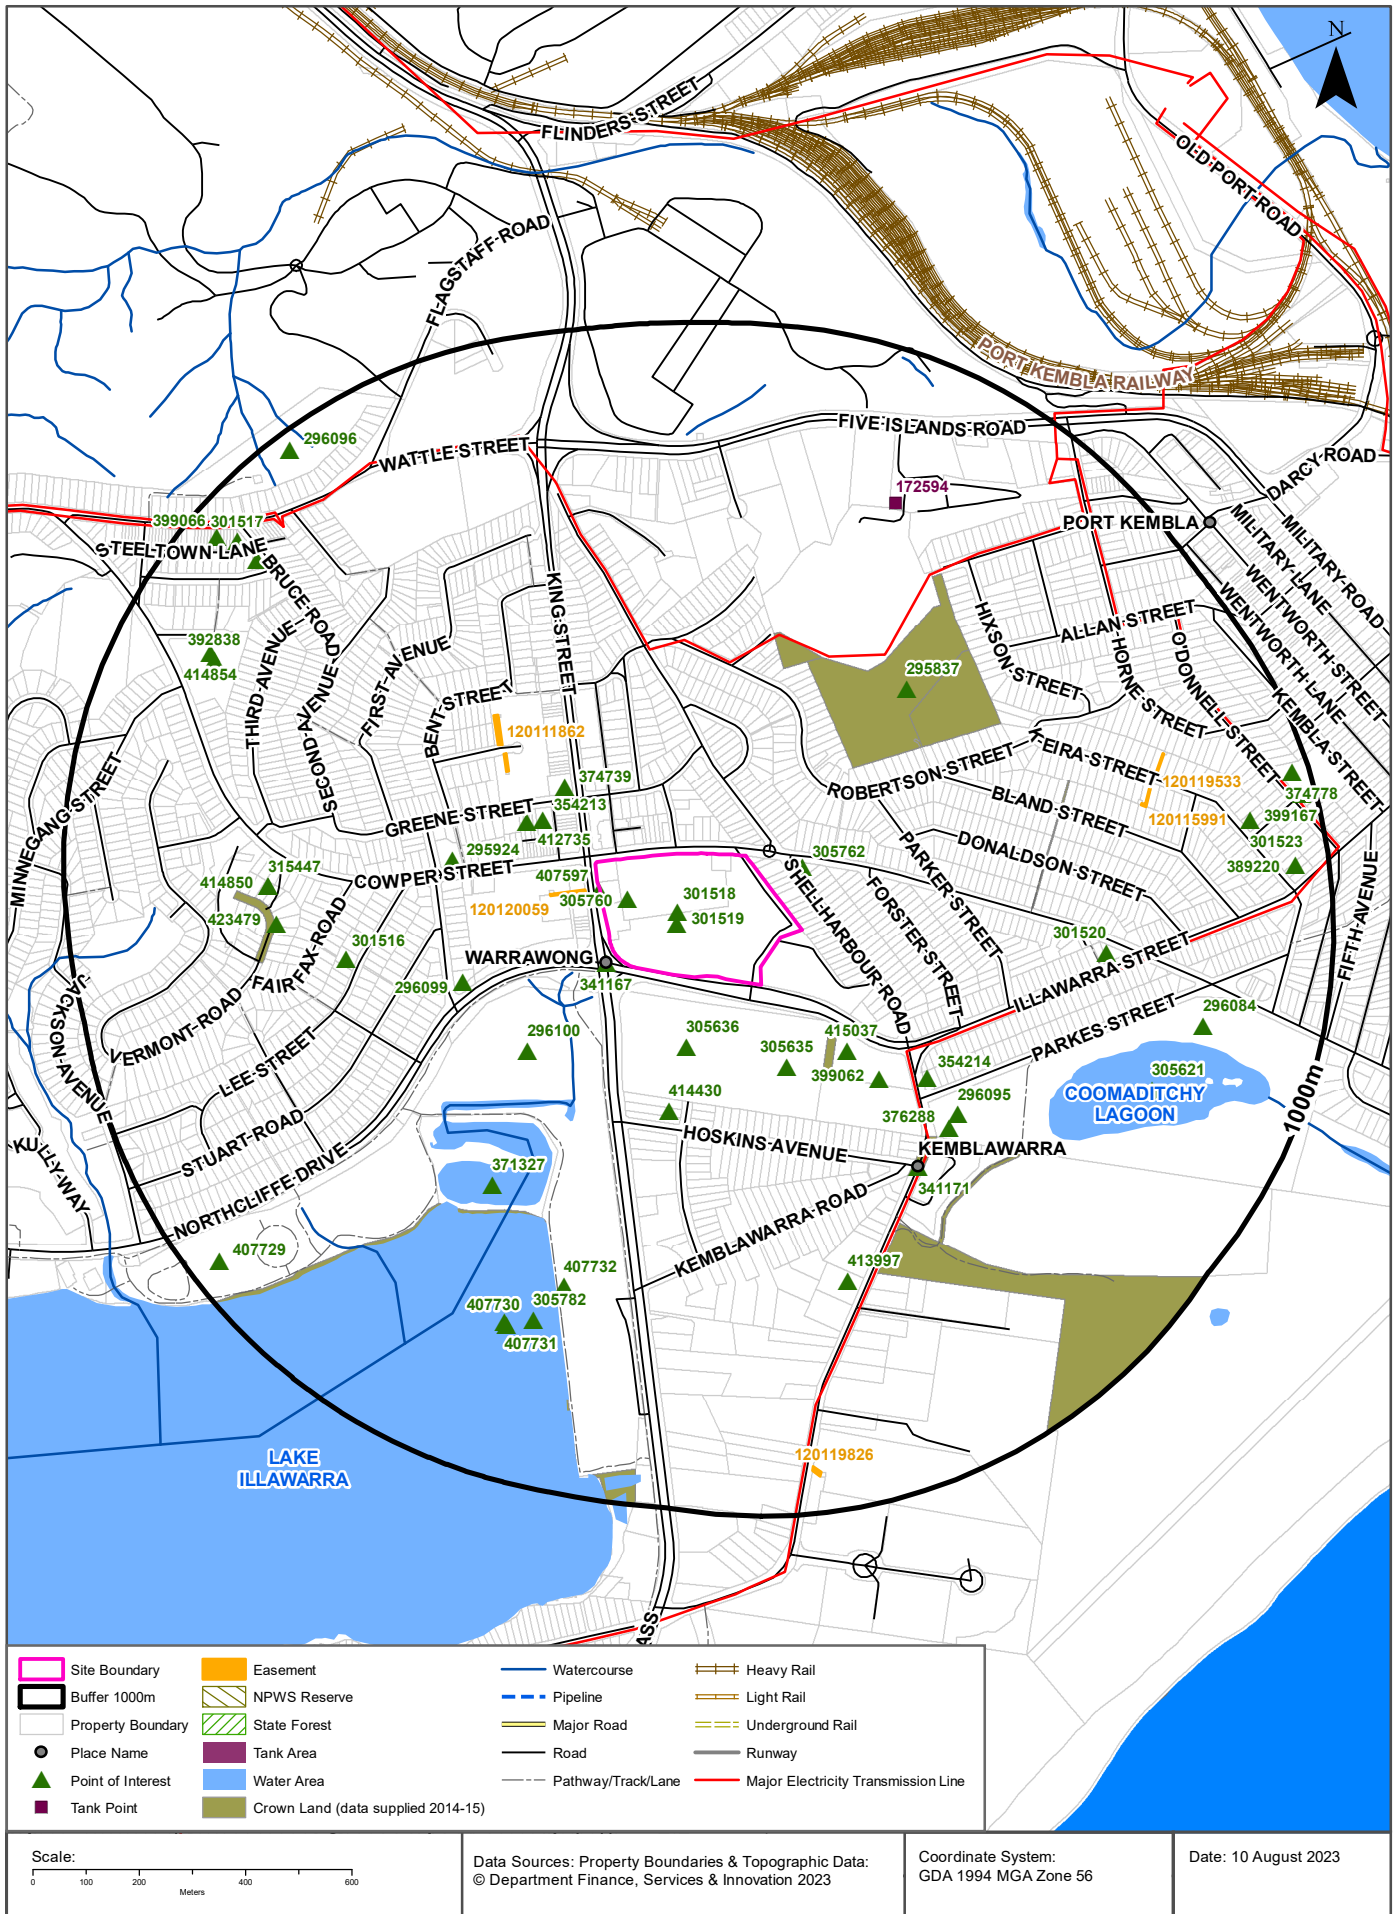 N
FLINDERS STREET
OLD PORT ROAD
FLAGSTAFF ROAD
PORT KEMBLA RAILWAY
FIVE ISLANDS ROAD
296096
WATTLE STREET
DARCY ROAD
172594
399066
301517
STEELTOWN LANE
PORT KEMBLA
MILITARY ROAD
MILITARY LANE
WENTWORTH STREET
WENTWORTH LANE
KEMBLA STREET
BRUCE ROAD
KING STREET
HIXSON STREET
ALLAN STREET
HORNE STREET
O'DONNELL STREET
392838
414854
THIRD AVENUE
SECOND AVENUE
FIRST AVENUE
BENT STREET
295837
120111862
KEIRA STREET
ROBERTSON STREET
MINNEGANG STREET
374739
120119533
374778
BLAND STREET
354213
GREENE STREET
120115991
399167
412735
DONALDSON STREET
301523
295924
305762
PARKER STREET
389220
315447
COWPER STREET
407597
SHELLHARBOUR ROAD
FORSTER STREET
FIFTH AVENUE
414850
305760
301518
423479
120120059
301519
FAIRFAX ROAD
301516
301520
WARRAWONG
ILLAWARRA STREET
296099
341167
JACKSON AVENUE
VERMONT ROAD
296100
305636
415037
PARKES STREET
296084
305635
LEE STREET
399062
354214
305621
COOMADITCHY
LAGOON
414430
296095
376288
1000m
STUART ROAD
HOSKINS AVENUE
KEMBLAWARRA
KULLY WAY
371327
341171
NORTHCLIFFE DRIVE
KEMBLAWARRA ROAD
407729
407732
413997
407730
305782
407731
LAKE
ILLAWARRA
120119826
ASS
Site Boundary
Buffer 1000m
Property Boundary
Place Name
Point of Interest
Tank Point
Easement
NPWS Reserve
State Forest
Tank Area
Water Area
Crown Land (data supplied 2014-15)
Watercourse
Pipeline
Major Road
Road
Pathway/Track/Lane
Heavy Rail
Light Rail
Underground Rail
Runway
Major Electricity Transmission Line
Scale:
0 100 200 400 600
Meters
Data Sources: Property Boundaries & Topographic Data:
© Department Finance, Services & Innovation 2023
Coordinate System:
GDA 1994 MGA Zone 56
Date: 10 August 2023